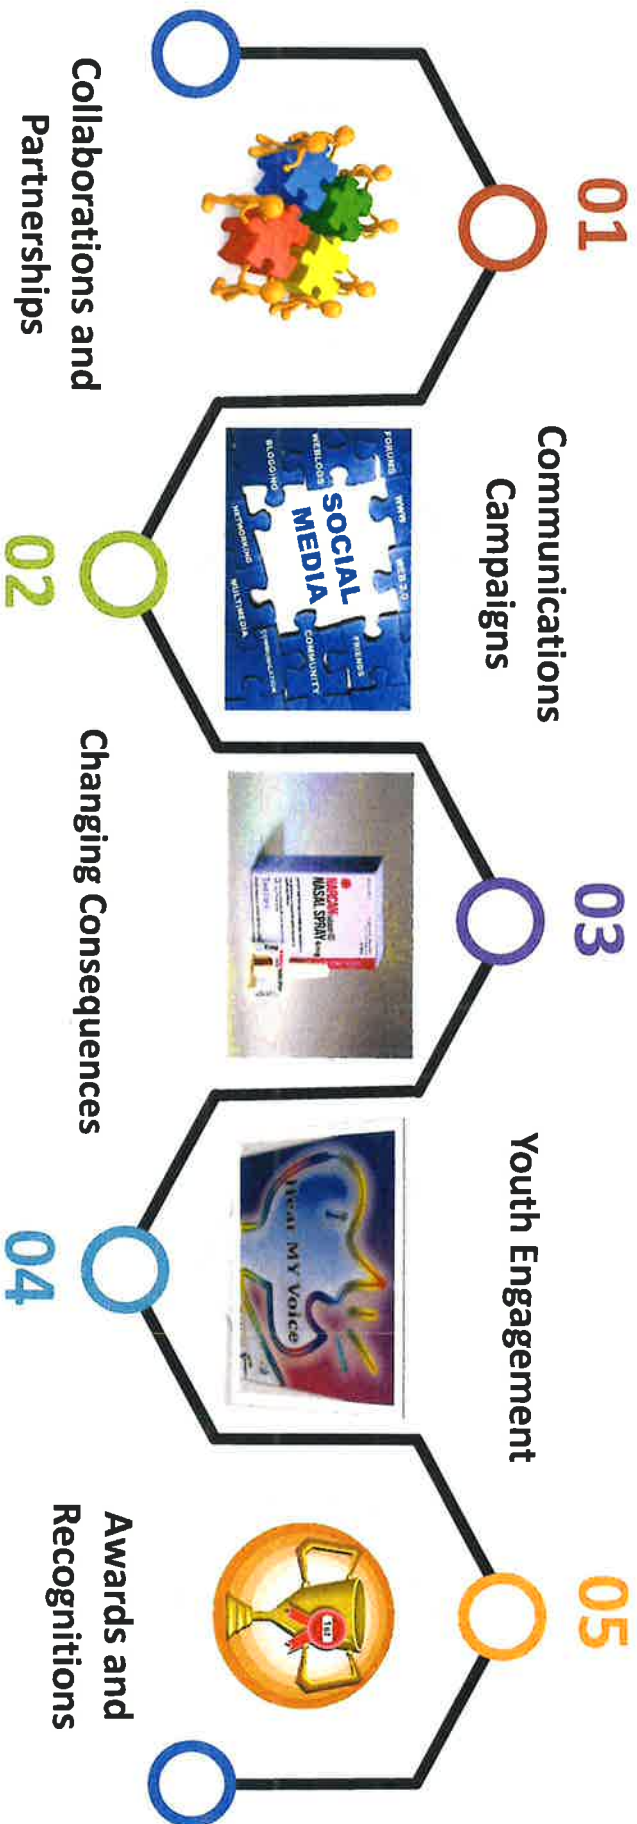 01
Collaborations and
Partnerships
Communications
Campaigns
FORUMS
WWW
WEB 2.0
WEBLOGS
BLOGGING
SOCIAL
MEDIA
FRIENDS
COMMUNITY
NETWORKING
MULTIMEDIA
02
03
NARCAN
NASAL SPRAY 4mg
Changing Consequences
Youth Engagement
Hear MY Voice
04
05
1st
Awards and
Recognitions